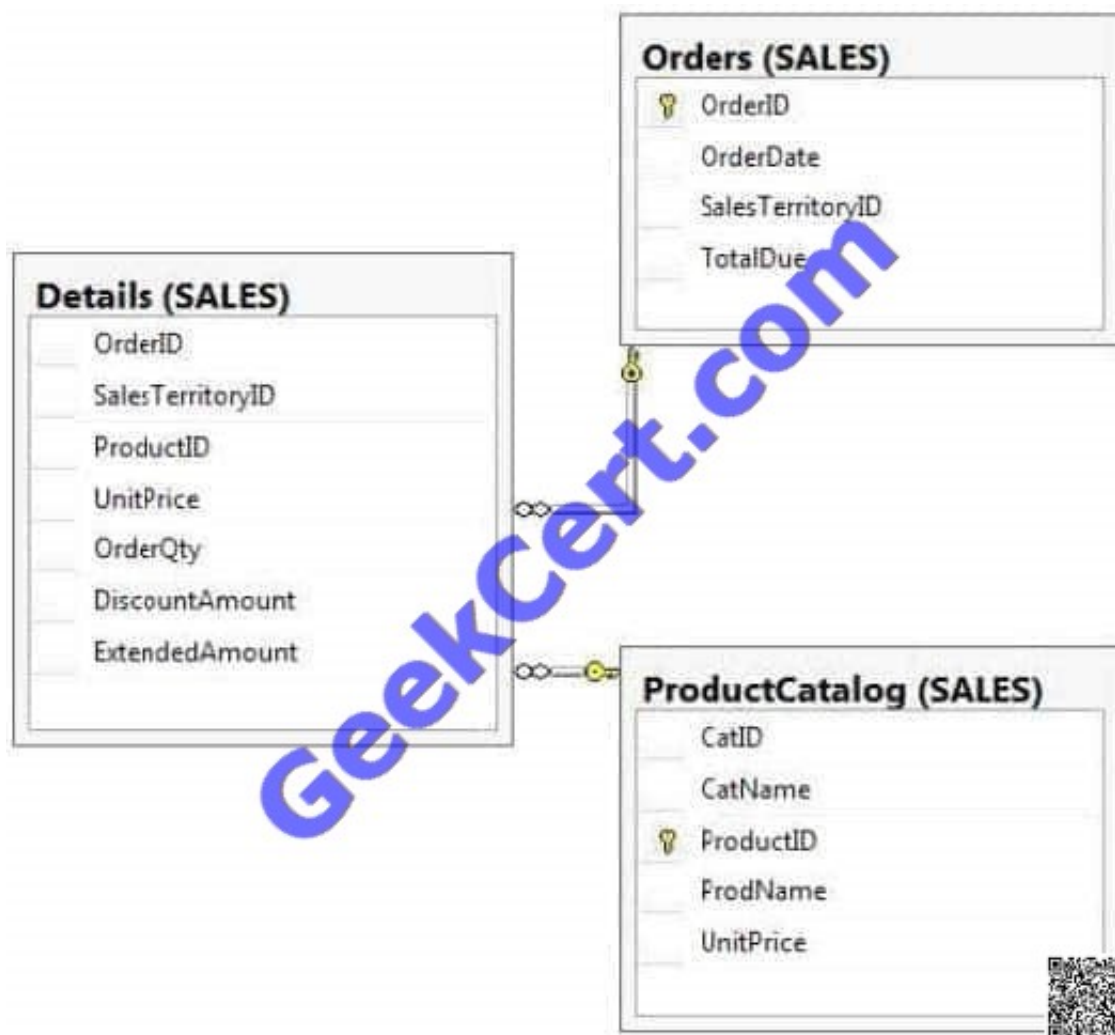 Orders (SALES)
OrderID
OrderDate
SalesTerritoryID
TotalDue
Details (SALES)
OrderID
SalesTerritoryID
ProductID
UnitPrice
OrderQty
DiscountAmount
ExtendedAmount
ProductCatalog (SALES)
CatID
CatName
ProductID
ProdName
UnitPrice
GeekCert.com